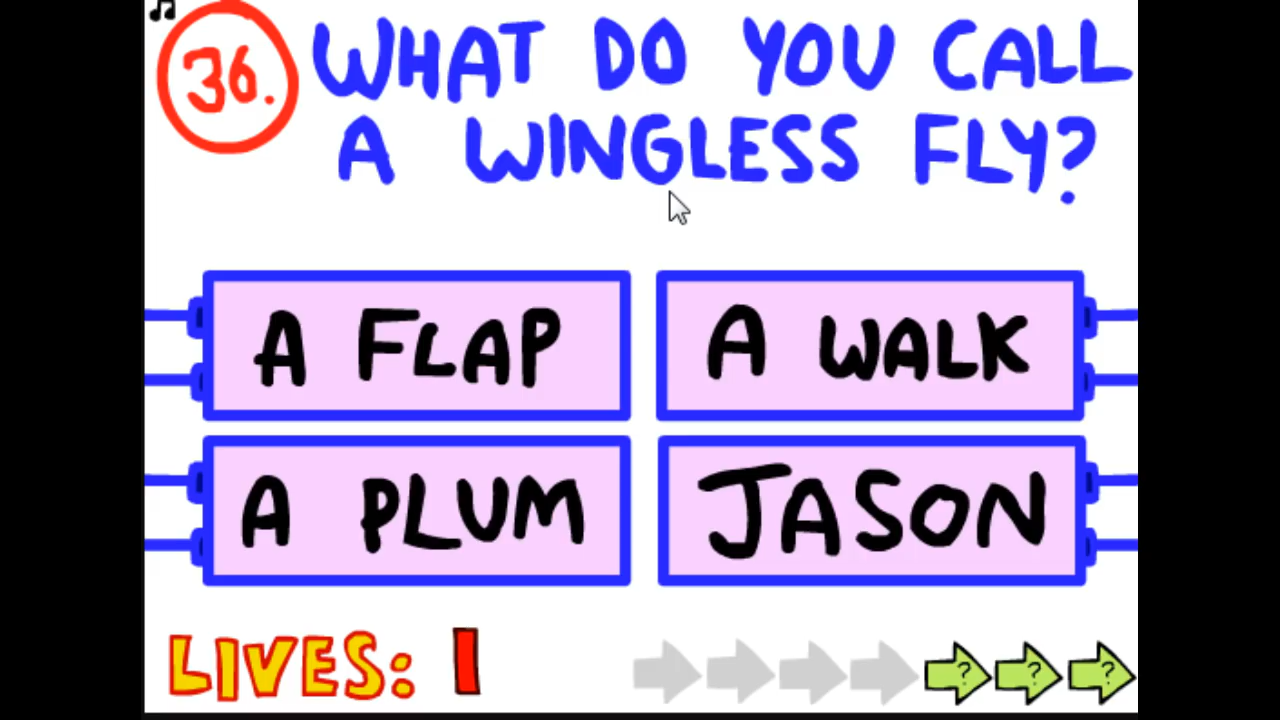 36. WHAT DO YOU CALL
A WINGLESS FLY?
A FLAP
A WALK
A PLUM
JASON
LIVES: 1
? ? ?